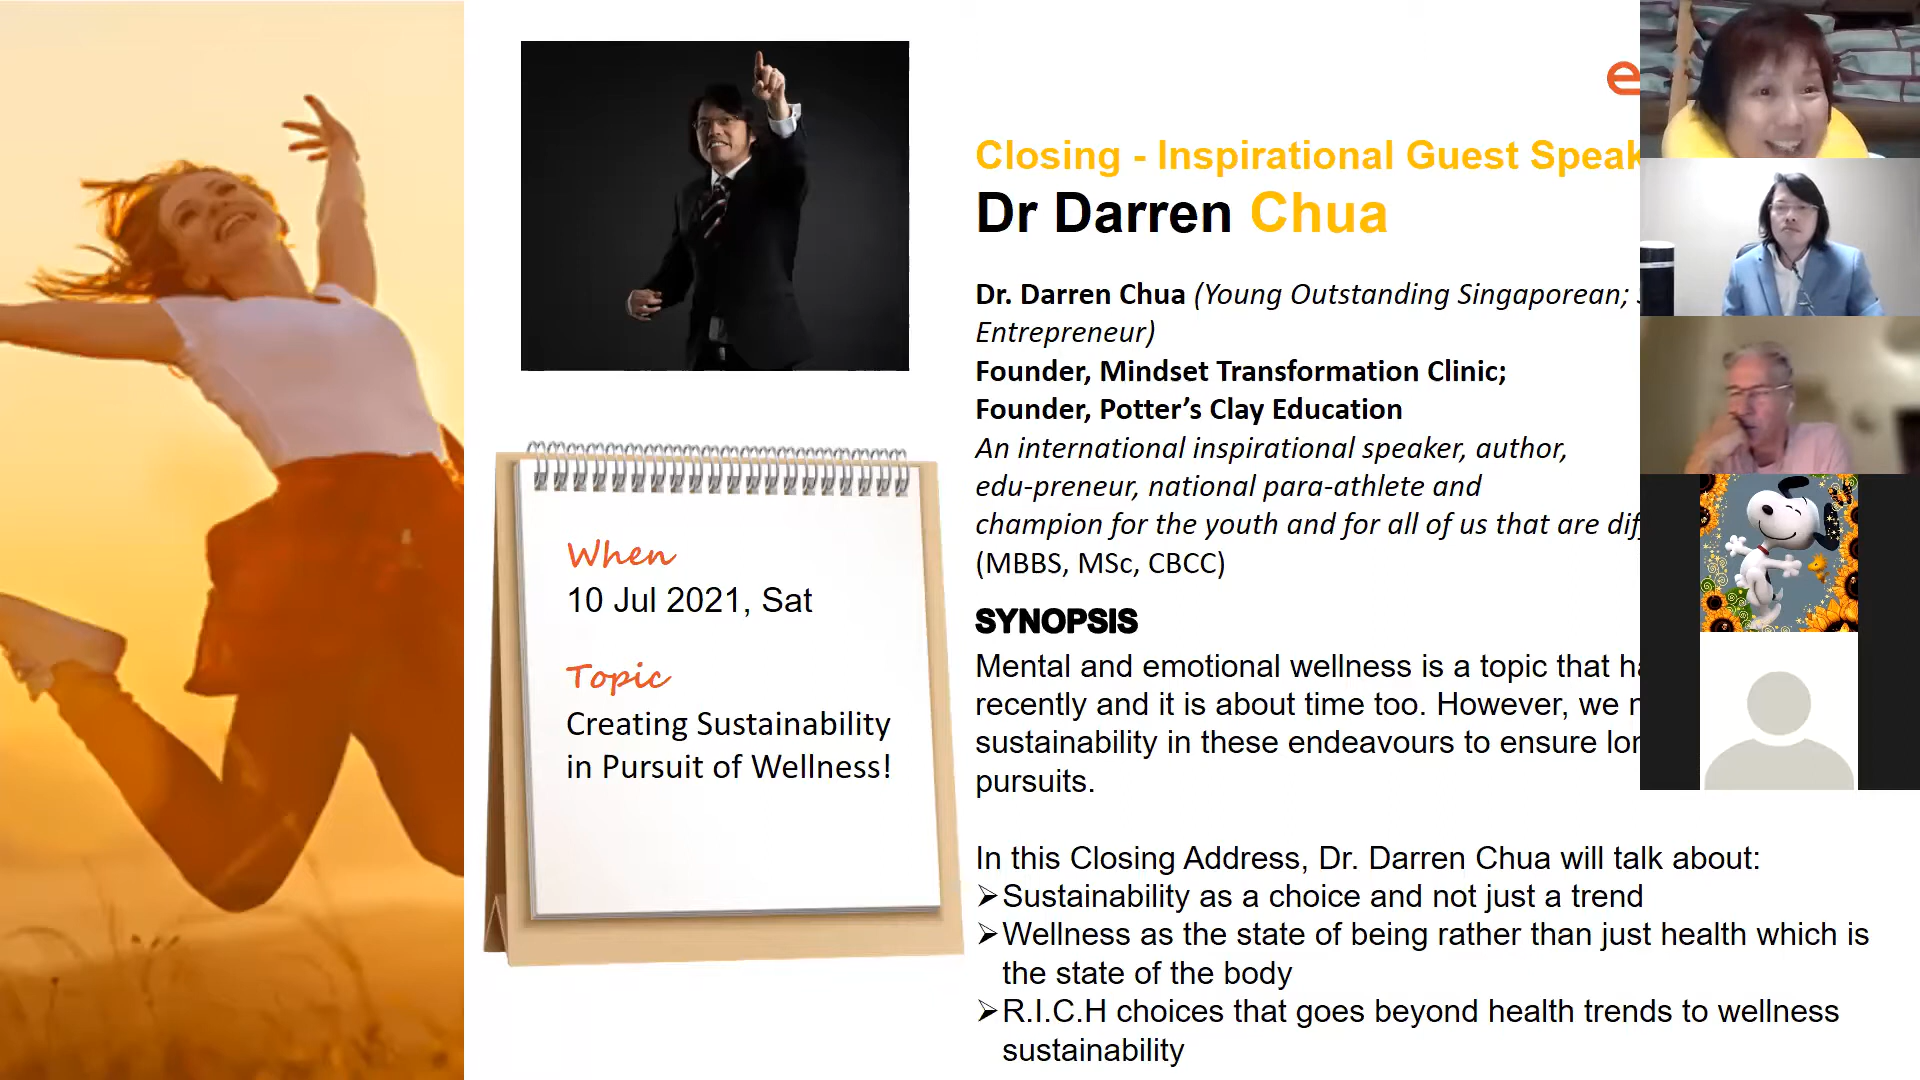 Closing - Inspirational Guest
Dr Darren Chua
Dr. Darren Chua (Young Outstanding Singaporean;
Entrepreneur)
Founder, Mindset Transformation Clinic;
Founder, Potter’s Clay Education
An international inspirational speaker, author,
edu-preneur, national para-athlete and
champion for the youth and for all of us that are
(MBBS, MSc, CBCC)
SYNOPSIS
Mental and emotional wellness is a topic that
recently and it is about time too. However, we
sustainability in these endeavours to ensure
pursuits.
In this Closing Address, Dr. Darren Chua will talk about:
➢Sustainability as a choice and not just a trend
➢Wellness as the state of being rather than just health which is
the state of the body
➢R.I.C.H choices that goes beyond health trends to wellness
sustainability
When
10 Jul 2021, Sat
Topic
Creating Sustainability
in Pursuit of Wellness!